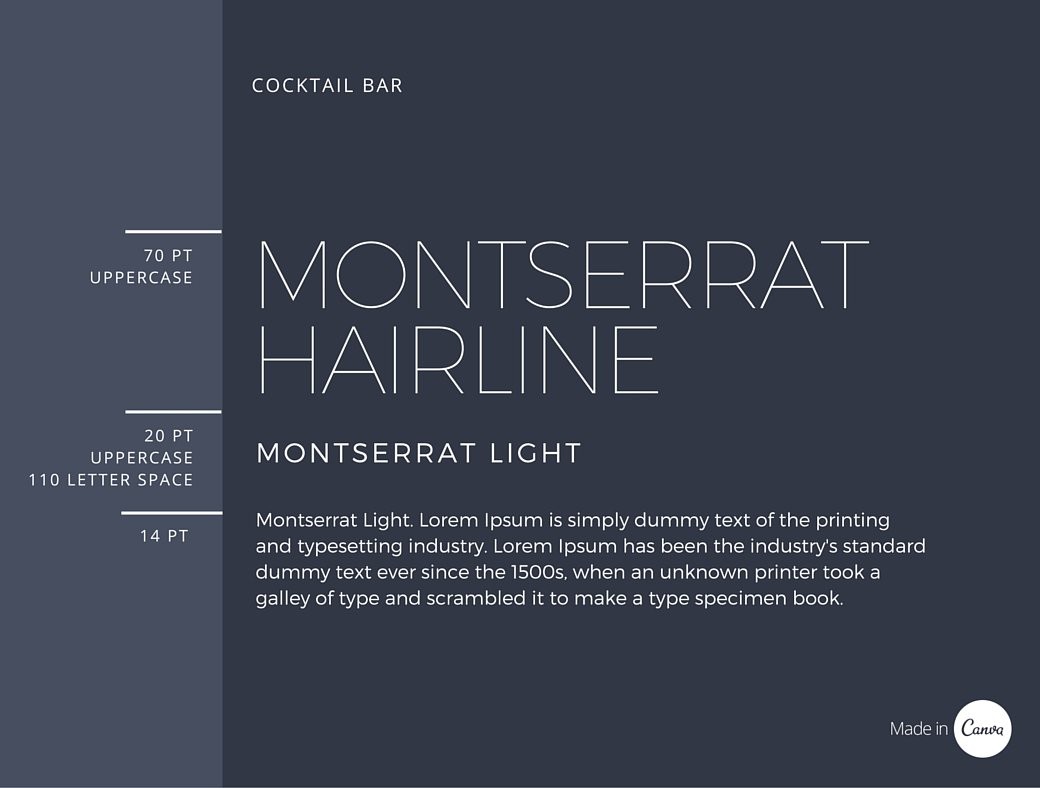 COCKTAIL BAR
70 PT
UPPERCASE
MONTSERRAT
HAIRLINE
20 PT
UPPERCASE
110 LETTER SPACE
MONTSERRAT LIGHT
14 PT
Montserrat Light. Lorem Ipsum is simply dummy text of the printing
and typesetting industry. Lorem Ipsum has been the industry's standard
dummy text ever since the 1500s, when an unknown printer took a
galley of type and scrambled it to make a type specimen book.
Made in Canva